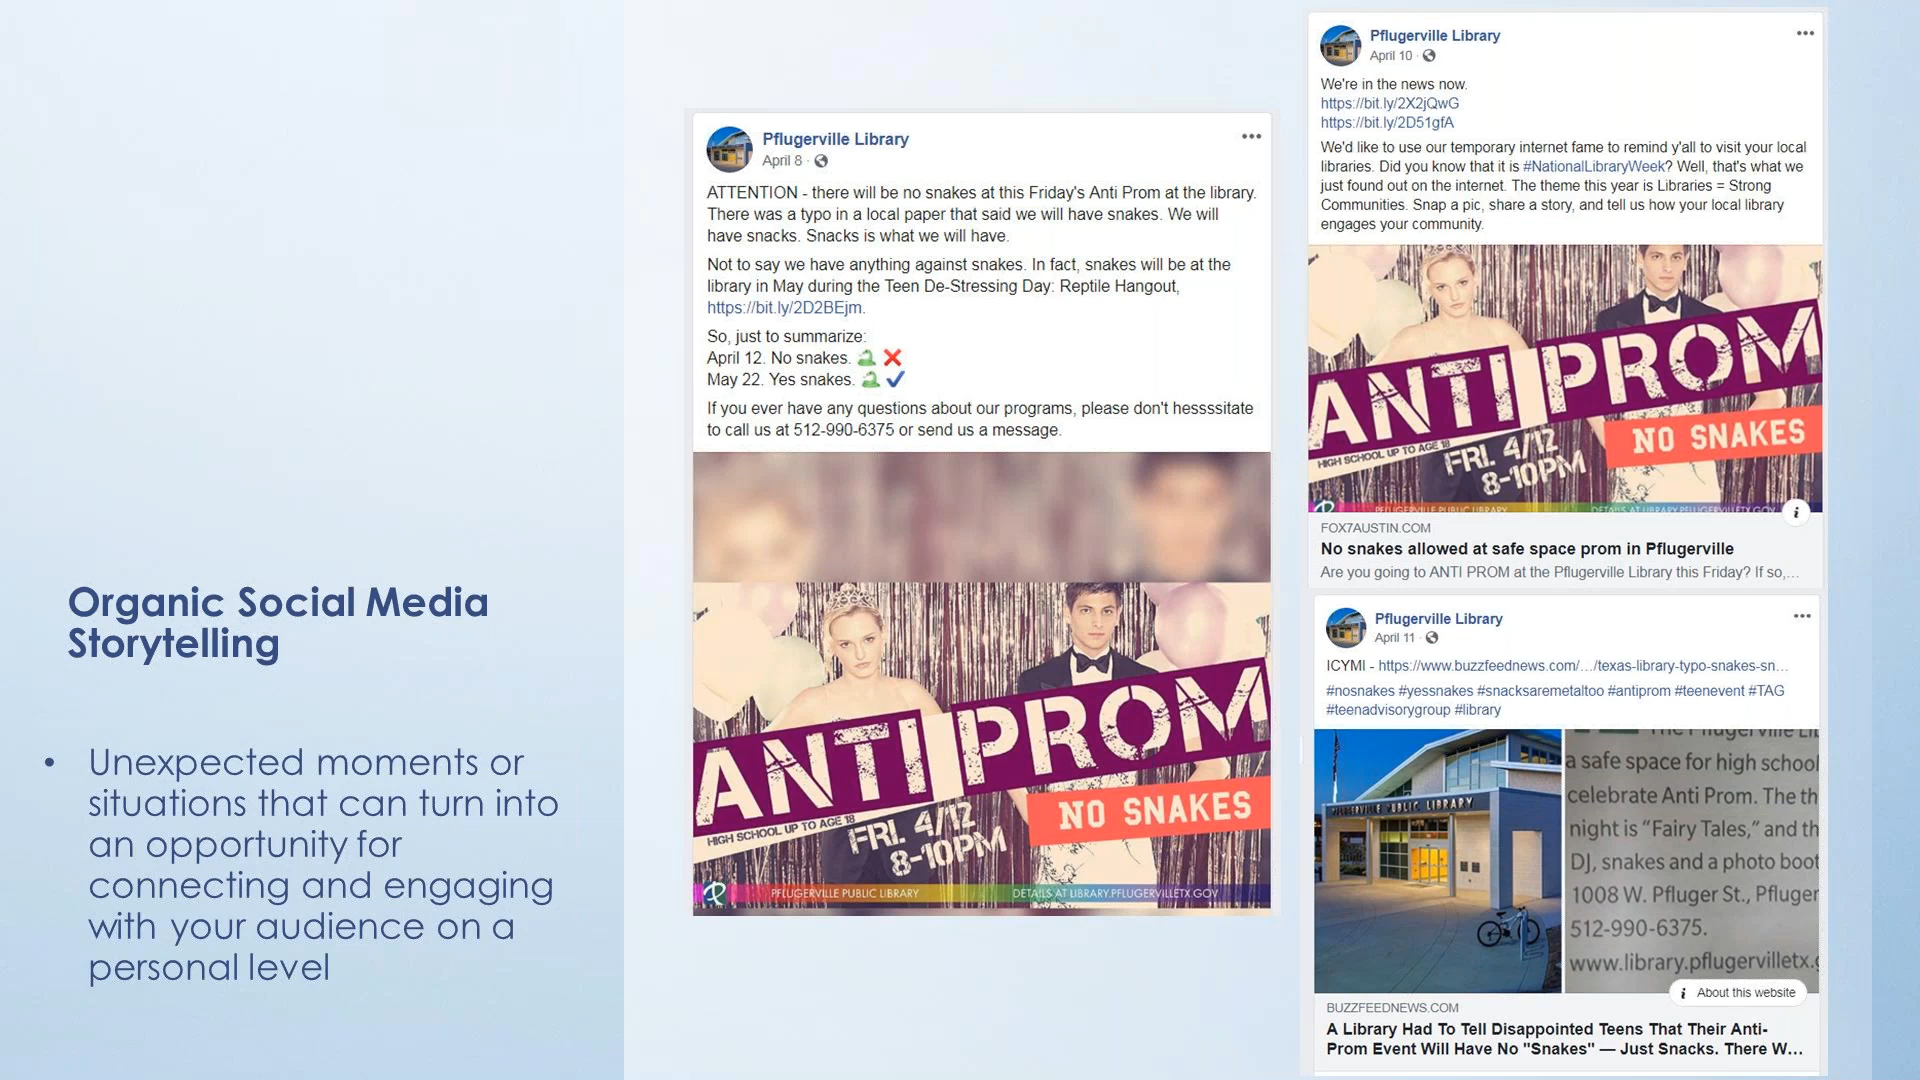 Organic Social Media
Storytelling
• Unexpected moments or
situations that can turn into
an opportunity for
connecting and engaging
with your audience on a
personal level
Pflugerville Library
April 8 ·
ATTENTION - there will be no snakes at this Friday's Anti Prom at the library.
There was a typo in a local paper that said we will have snakes. We will
have snacks. Snacks is what we will have.
Not to say we have anything against snakes. In fact, snakes will be at the
library in May during the Teen De-Stressing Day: Reptile Hangout,
https://bit.ly/2D2BEjm.
So, just to summarize:
April 12. No snakes. 🐍 ❌
May 22. Yes snakes. 🐍 ✔
If you ever have any questions about our programs, please don't hessssitate
to call us at 512-990-6375 or send us a message.
ANTI PROM
HIGH SCHOOL UP TO AGE 18
FRI. 4/12
8-10PM
NO SNAKES
PFLUGERVILLE PUBLIC LIBRARY
DETAILS AT LIBRARY.PFLUGERVILLETX.GOV
Pflugerville Library
April 10 ·
We're in the news now.
https://bit.ly/2X2jQwG
https://bit.ly/2D51gfA
We'd like to use our temporary internet fame to remind y'all to visit your local
libraries. Did you know that it is #NationalLibraryWeek? Well, that's what we
just found out on the internet. The theme this year is Libraries = Strong
Communities. Snap a pic, share a story, and tell us how your local library
engages your community.
ANTI PROM
HIGH SCHOOL UP TO AGE 18
FRI. 4/12
8-10PM
NO SNAKES
PFLUGERVILLE PUBLIC LIBRARY
DETAILS AT LIBRARY.PFLUGERVILLETX.GOV
FOX7AUSTIN.COM
No snakes allowed at safe space prom in Pflugerville
Are you going to ANTI PROM at the Pflugerville Library this Friday? If so,...
Pflugerville Library
April 11 ·
ICYMI - https://www.buzzfeednews.com/.../texas-library-typo-snakes-sn...
#nosnakes #yessnakes #snacksaremetaltoo #antiprom #teenevent #TAG
#teenadvisorygroup #library
PFLUGERVILLE PUBLIC LIBRARY
The Pflugerville Lib
a safe space for high school
celebrate Anti Prom. The th
night is “Fairy Tales,” and th
DJ, snakes and a photo boot
1008 W. Pfluger St., Pfluger
512-990-6375.
www.library.pflugervilletx.g
About this website
BUZZFEEDNEWS.COM
A Library Had To Tell Disappointed Teens That Their Anti-
Prom Event Will Have No "Snakes" — Just Snacks. There W...